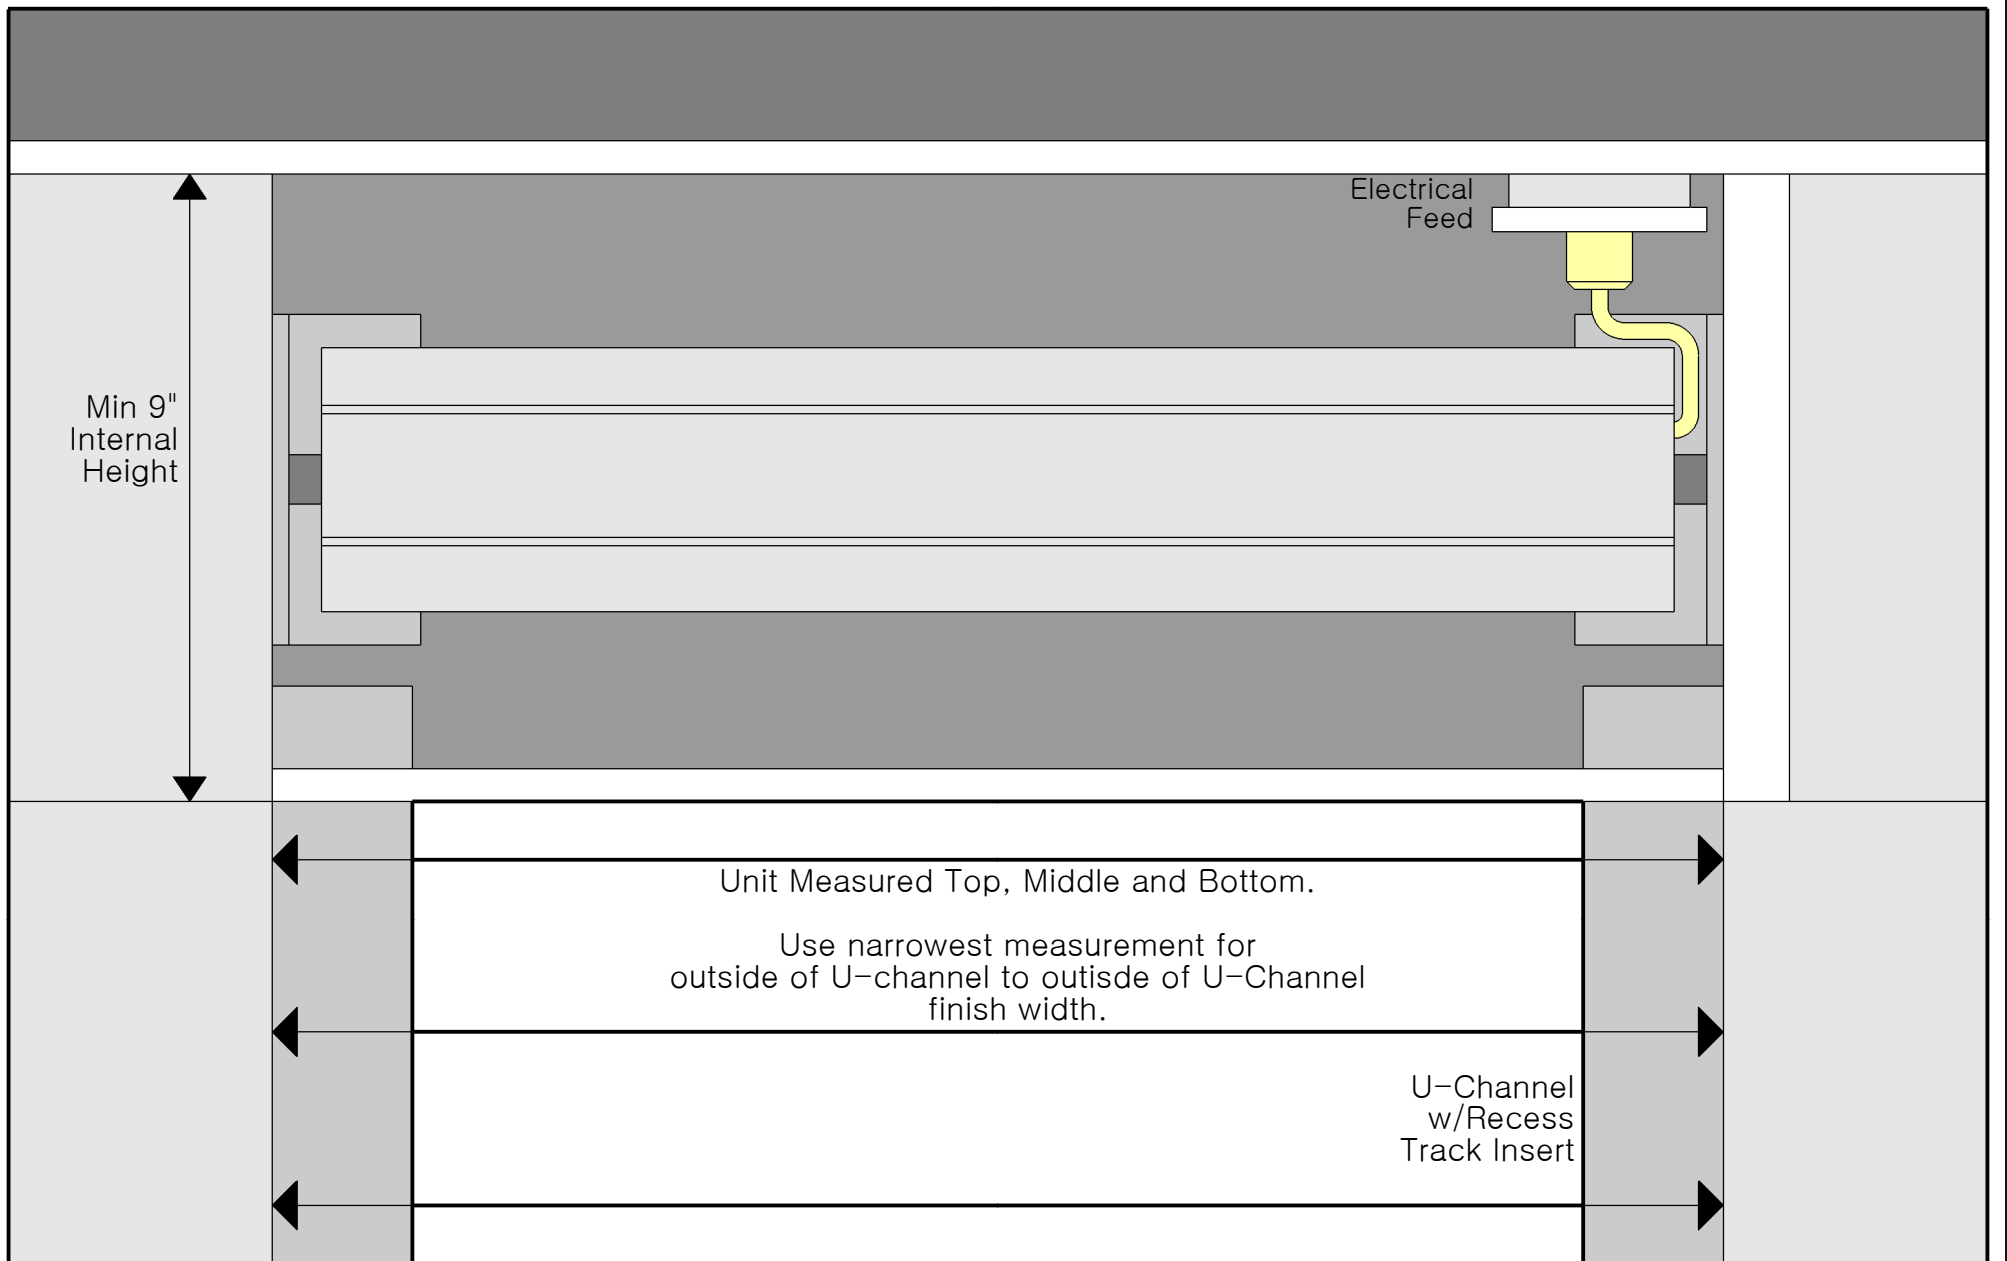 Electrical
Feed
Min 9"
Internal
Height
Unit Measured Top, Middle and Bottom.
Use narrowest measurement for
outside of U-channel to outisde of U-Channel
finish width.
U-Channel
w/Recess
Track Insert